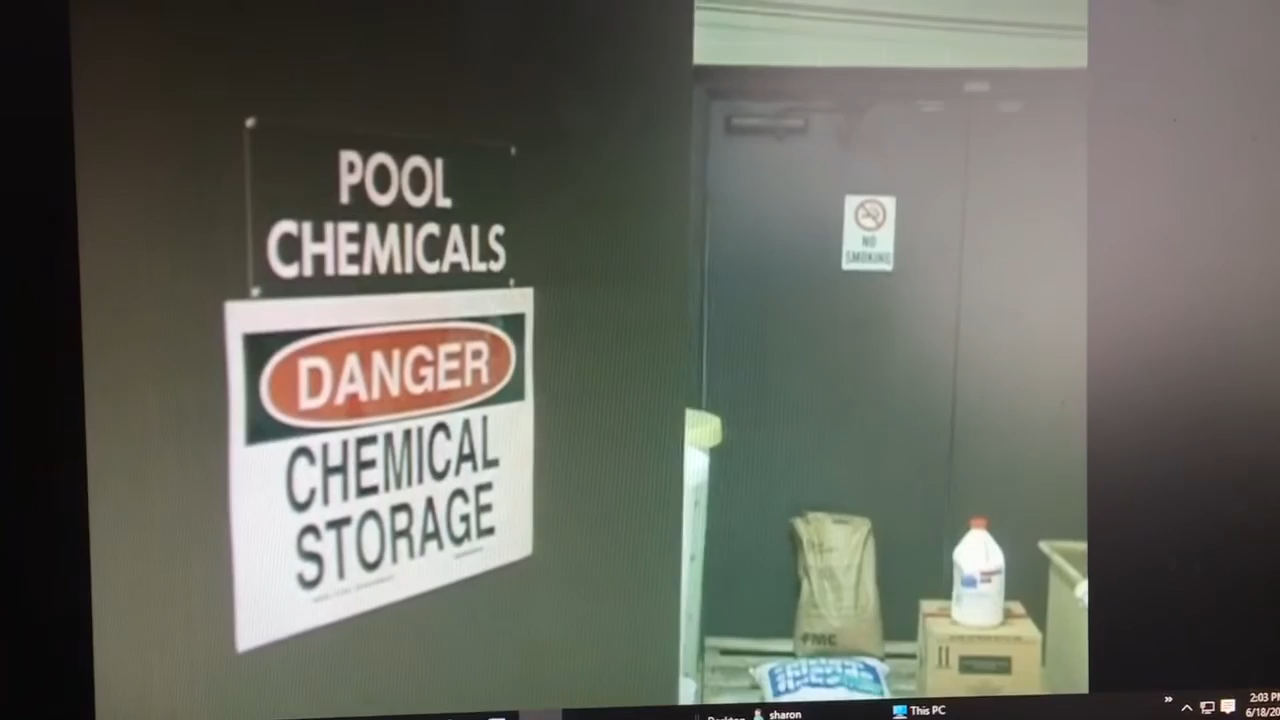 POOL
CHEMICALS
DANGER
CHEMICAL
STORAGE
NO
SMOKING
FMC
sharon
This PC
2:03 PM